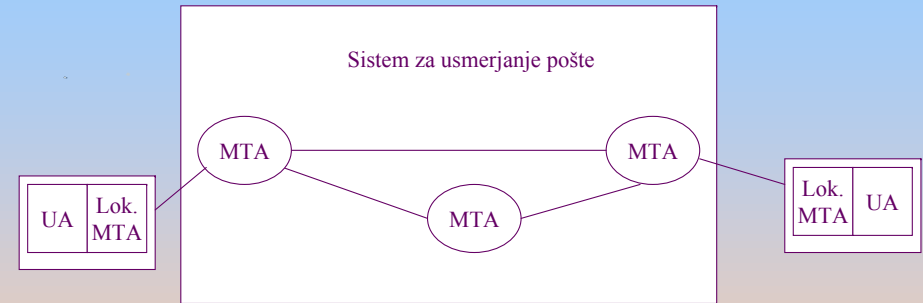 Sistem za usmerjanje pošte
MTA
MTA
MTA
UA
Lok.
MTA
Lok.
MTA
UA